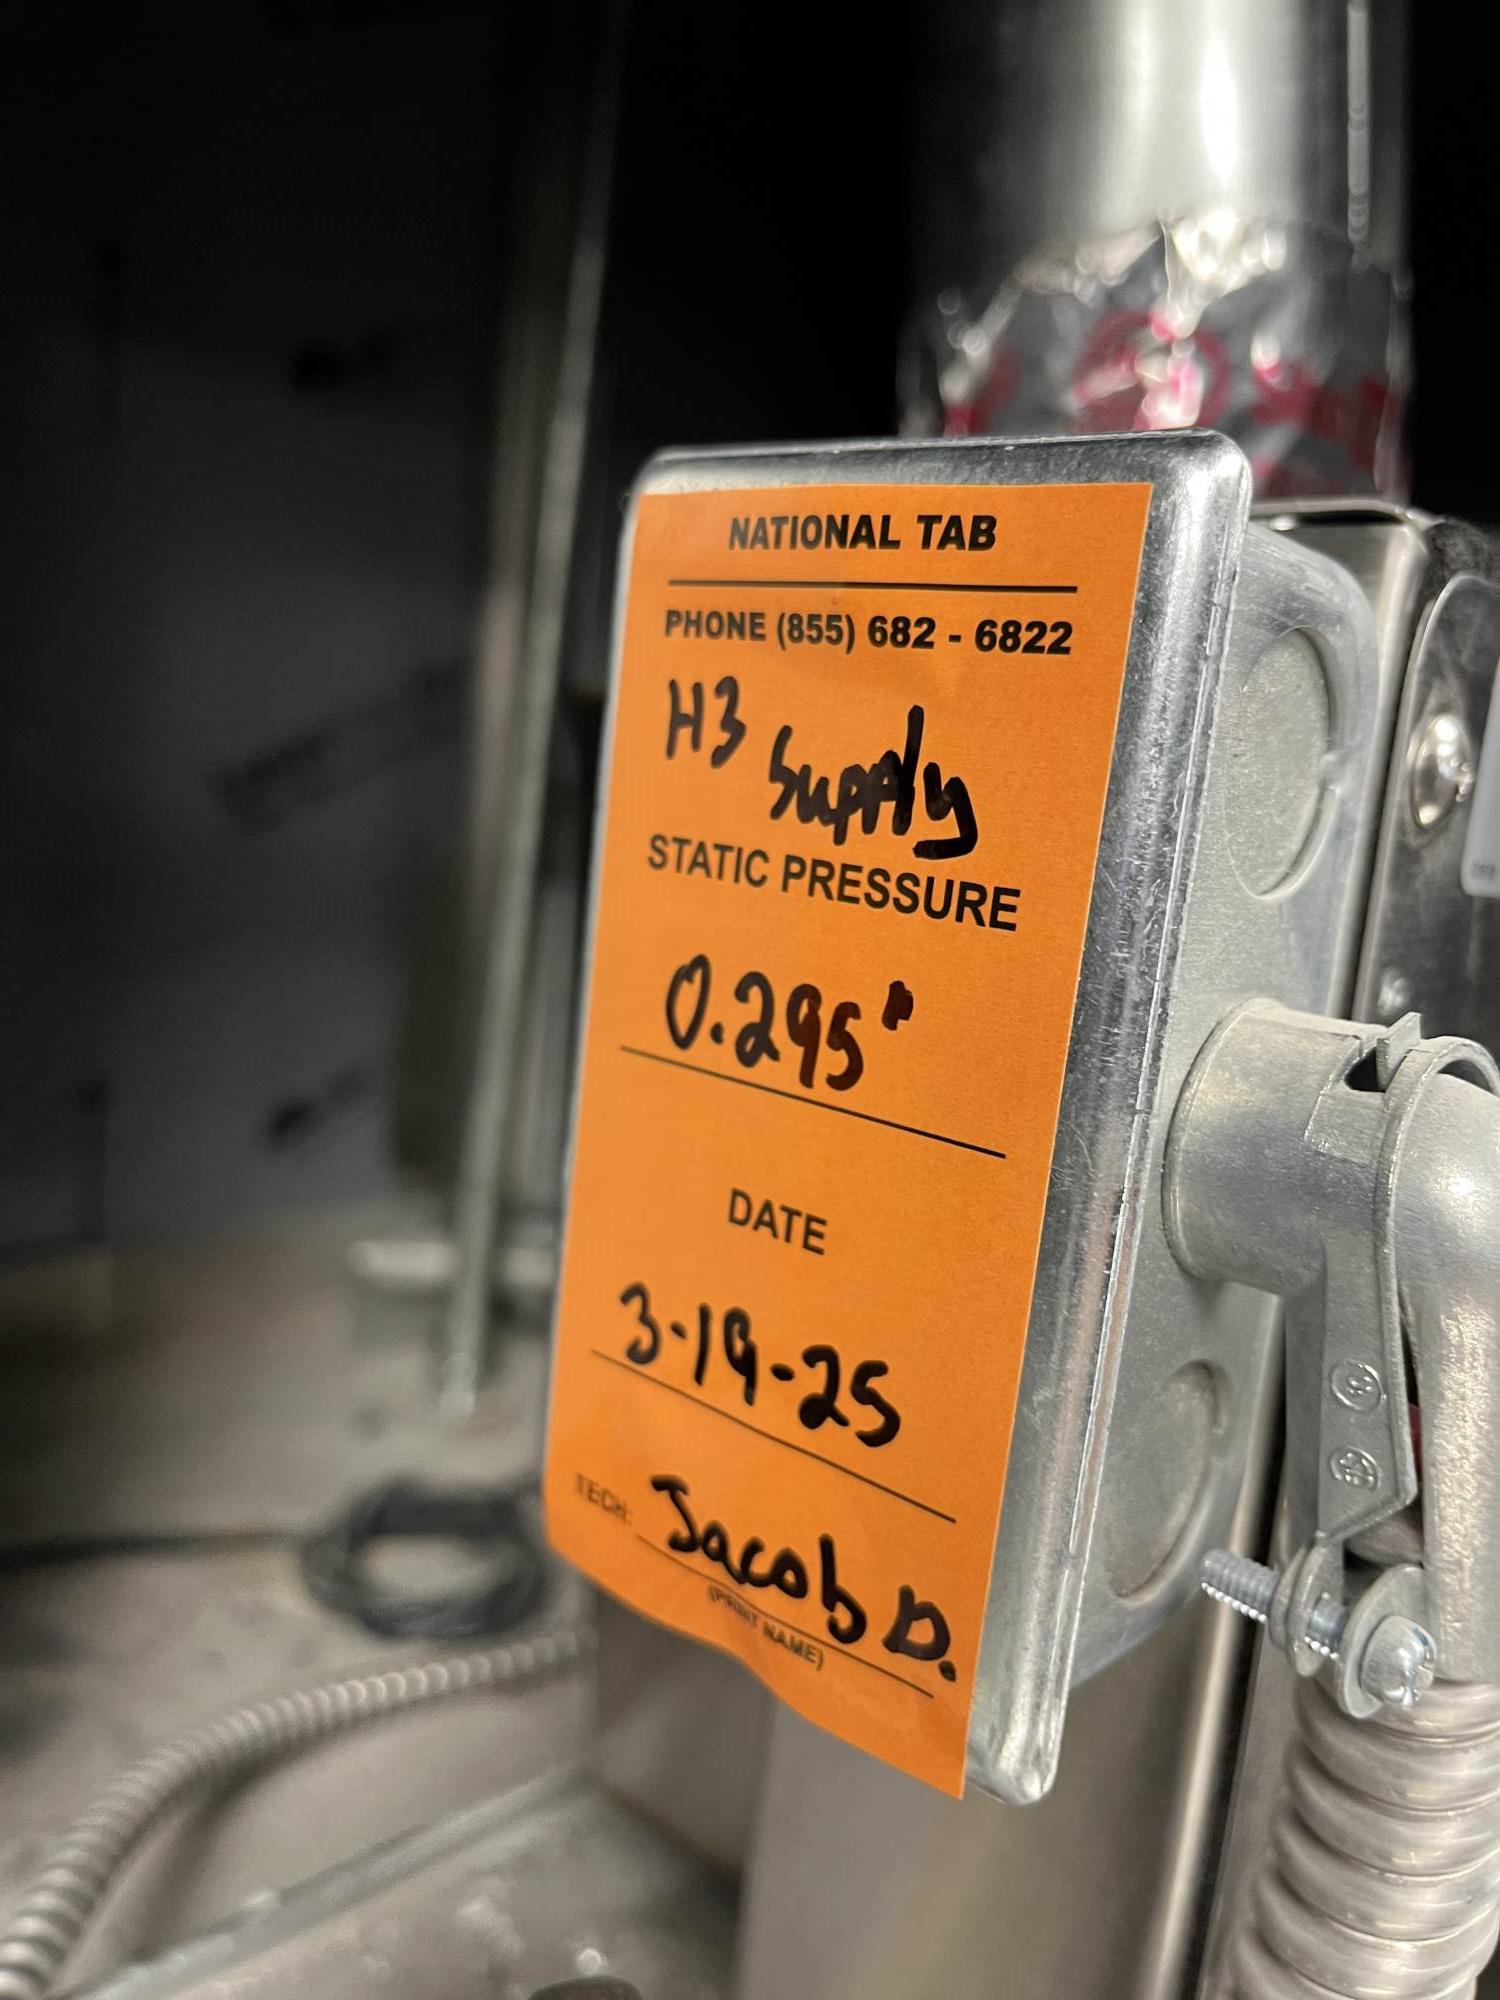 NATIONAL TAB
PHONE (855) 682 - 6822
H3 Supply
STATIC PRESSURE
0.295"
DATE
3-19-25
TECH: Jacob D.
(PRINT NAME)